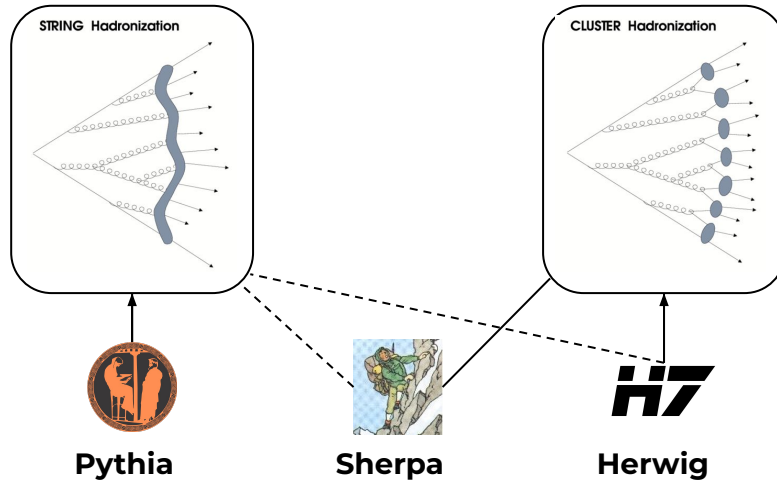 STRING Hadronization
CLUSTER Hadronization
H7
Pythia
Sherpa
Herwig